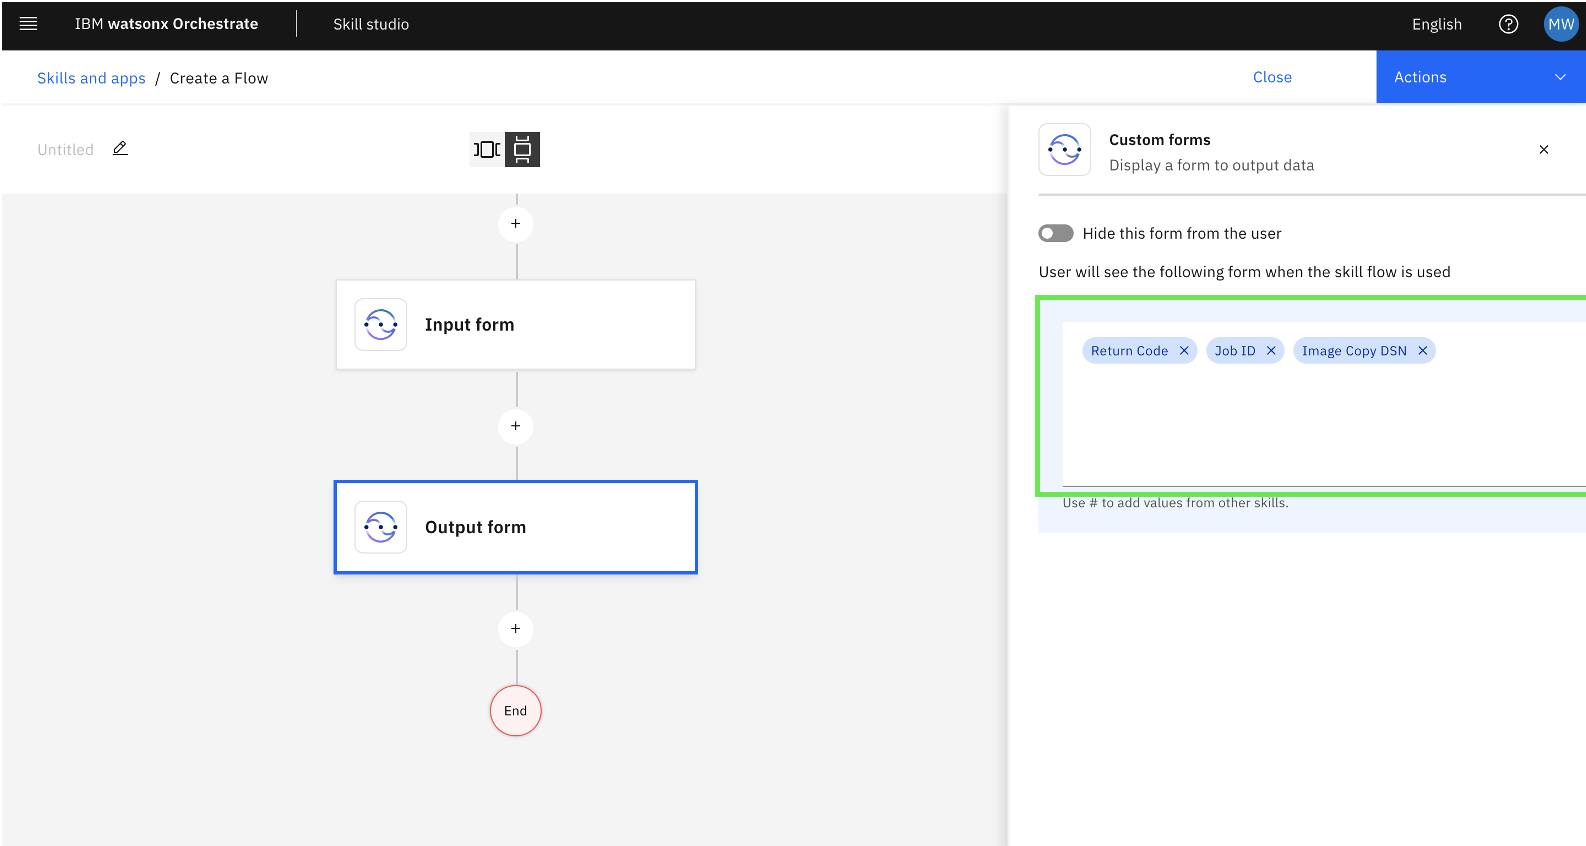 IBM watsonx Orchestrate
Skill studio
English
MW
Skills and apps / Create a Flow
Close
Actions
Untitled
Custom forms
Display a form to output data
Hide this form from the user
User will see the following form when the skill flow is used
Return Code
Job ID
Image Copy DSN
Use # to add values from other skills.
Input form
Output form
End